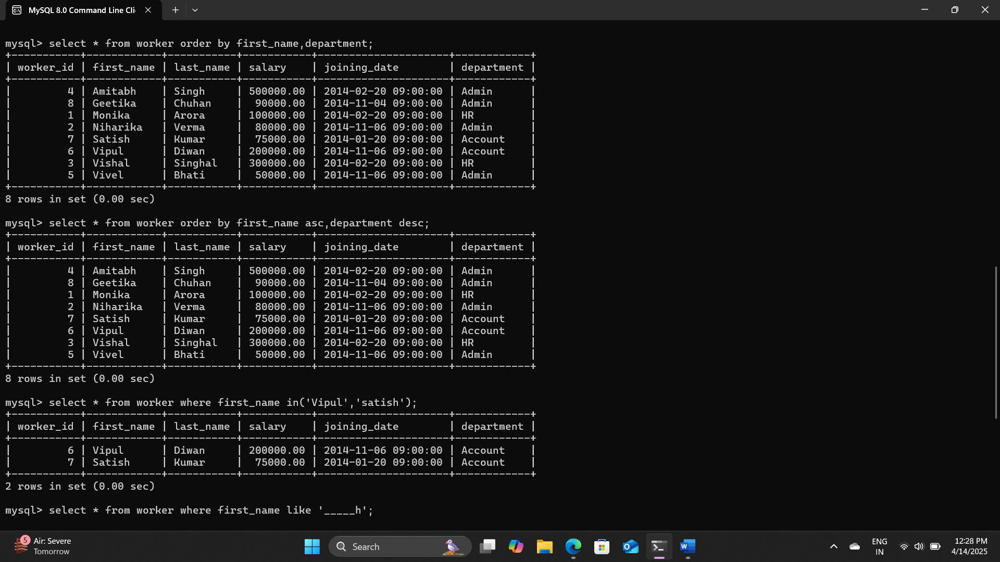 MySQL 8.0 Command Line Cli
mysql> select * from worker order by first_name,department;
+-----------+------------+-----------+-----------+---------------------+------------+
| worker_id | first_name | last_name | salary    | joining_date        | department |
+-----------+------------+-----------+-----------+---------------------+------------+
|         4 | Amitabh    | Singh     | 500000.00 | 2014-02-20 09:00:00 | Admin      |
|         8 | Geetika    | Chuhan    |  90000.00 | 2014-11-04 09:00:00 | Admin      |
|         1 | Monika     | Arora     | 100000.00 | 2014-02-20 09:00:00 | HR         |
|         2 | Niharika   | Verma     |  80000.00 | 2014-11-06 09:00:00 | Admin      |
|         7 | Satish     | Kumar     |  75000.00 | 2014-01-20 09:00:00 | Account    |
|         6 | Vipul      | Diwan     | 200000.00 | 2014-11-06 09:00:00 | Account    |
|         3 | Vishal     | Singhal   | 300000.00 | 2014-02-20 09:00:00 | HR         |
|         5 | Vivel      | Bhati     |  50000.00 | 2014-11-06 09:00:00 | Admin      |
+-----------+------------+-----------+-----------+---------------------+------------+
8 rows in set (0.00 sec)
mysql> select * from worker order by first_name asc,department desc;
+-----------+------------+-----------+-----------+---------------------+------------+
| worker_id | first_name | last_name | salary    | joining_date        | department |
+-----------+------------+-----------+-----------+---------------------+------------+
|         4 | Amitabh    | Singh     | 500000.00 | 2014-02-20 09:00:00 | Admin      |
|         8 | Geetika    | Chuhan    |  90000.00 | 2014-11-04 09:00:00 | Admin      |
|         1 | Monika     | Arora     | 100000.00 | 2014-02-20 09:00:00 | HR         |
|         2 | Niharika   | Verma     |  80000.00 | 2014-11-06 09:00:00 | Admin      |
|         7 | Satish     | Kumar     |  75000.00 | 2014-01-20 09:00:00 | Account    |
|         6 | Vipul      | Diwan     | 200000.00 | 2014-11-06 09:00:00 | Account    |
|         3 | Vishal     | Singhal   | 300000.00 | 2014-02-20 09:00:00 | HR         |
|         5 | Vivel      | Bhati     |  50000.00 | 2014-11-06 09:00:00 | Admin      |
+-----------+------------+-----------+-----------+---------------------+------------+
8 rows in set (0.00 sec)
mysql> select * from worker where first_name in('Vipul','satish');
+-----------+------------+-----------+-----------+---------------------+------------+
| worker_id | first_name | last_name | salary    | joining_date        | department |
+-----------+------------+-----------+-----------+---------------------+------------+
|         6 | Vipul      | Diwan     | 200000.00 | 2014-11-06 09:00:00 | Account    |
|         7 | Satish     | Kumar     |  75000.00 | 2014-01-20 09:00:00 | Account    |
+-----------+------------+-----------+-----------+---------------------+------------+
2 rows in set (0.00 sec)
mysql> select * from worker where first_name like '_____h';
5
Air: Severe
Tomorrow
Search
ENG
IN
12:28 PM
4/14/2025